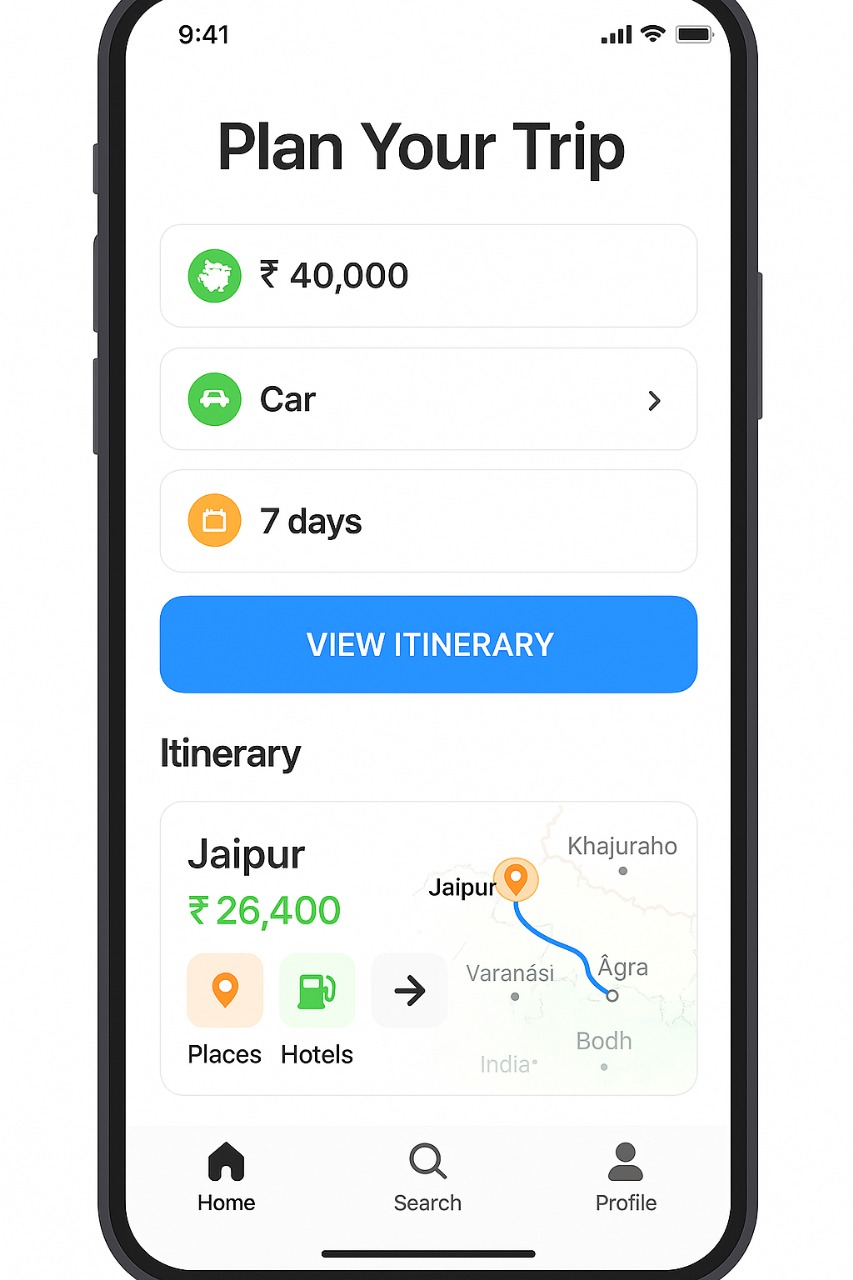 9:41
Plan Your Trip
₹ 40,000
Car
7 days
VIEW ITINERARY
Itinerary
Jaipur
₹ 26,400
Places
Hotels
Khajuraho
Jaipur
Varanási
Âgra
Bodh
India
Home
Search
Profile